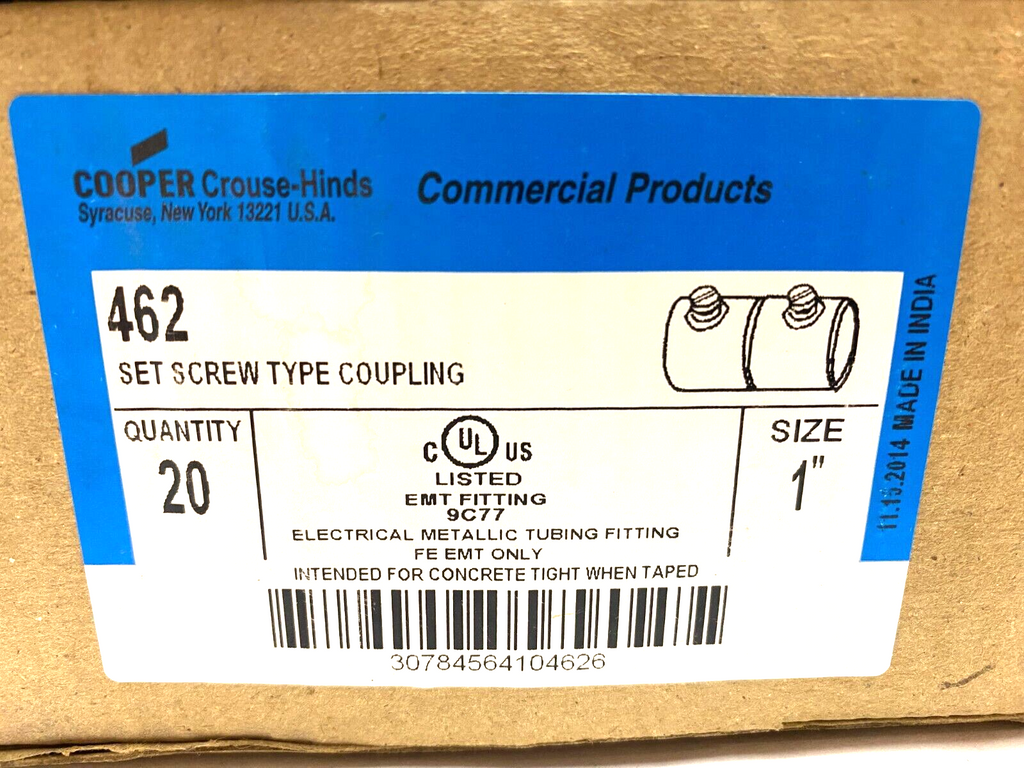 COOPER Crouse-Hinds
Syracuse, New York 13221 U.S.A.
Commercial Products
462
SET SCREW TYPE COUPLING
QUANTITY
20
C UL US
LISTED
EMT FITTING
9C77
ELECTRICAL METALLIC TUBING FITTING
FE EMT ONLY
INTENDED FOR CONCRETE TIGHT WHEN TAPED
SIZE
1"
30784564104626
MADE IN INDIA